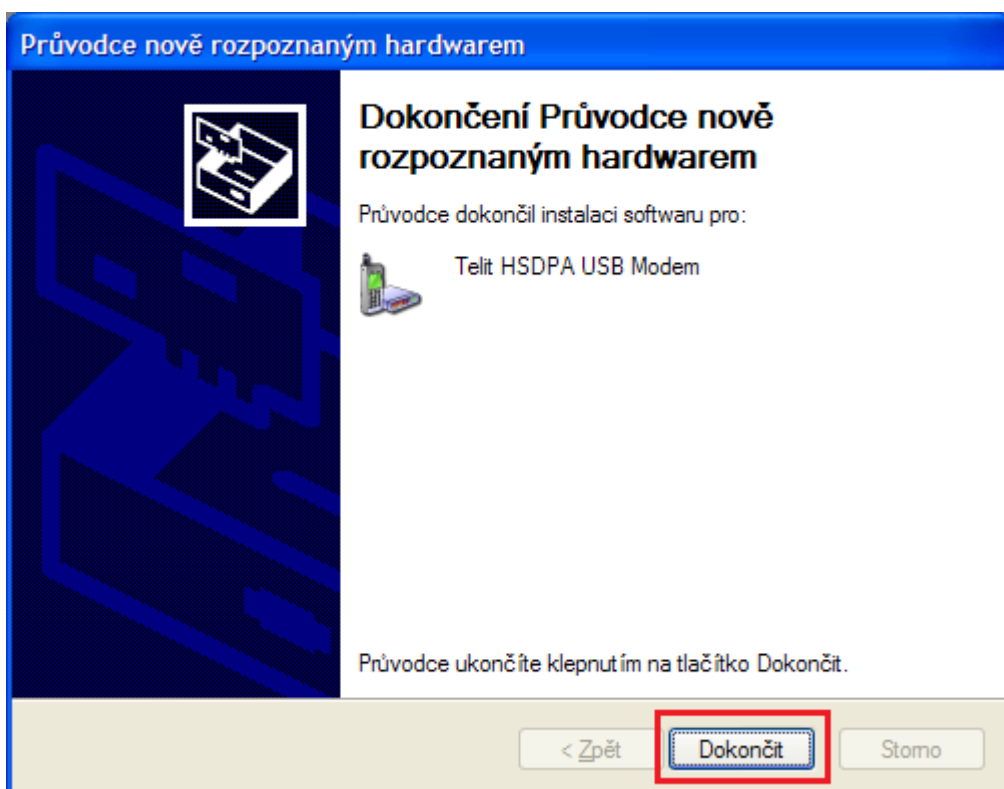 Průvodce nově rozpoznaným hardwarem
Dokončení Průvodce nově
rozpoznaným hardwarem
Průvodce dokončil instalaci softwaru pro:
Telit HSDPA USB Modem
Průvodce ukončíte klepnutím na tlačítko Dokončit.
< Zpět Dokončit Storno